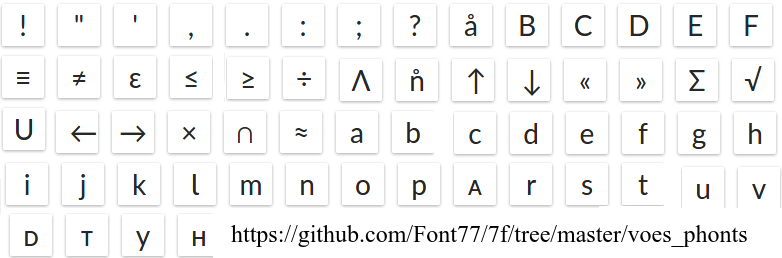 ! " ' , . : ; ? å B C D E F
≡ ≠ ε ≤ ≥ ÷ Λ n̊ ↑ ↓ « » Σ √
U ← → × ∩ ≈ a b c d e f g h
i j k l m n o p ᴀ r s t u v
ᴅ ᴛ y ʜ https://github.com/Font77/7f/tree/master/voes_phonts